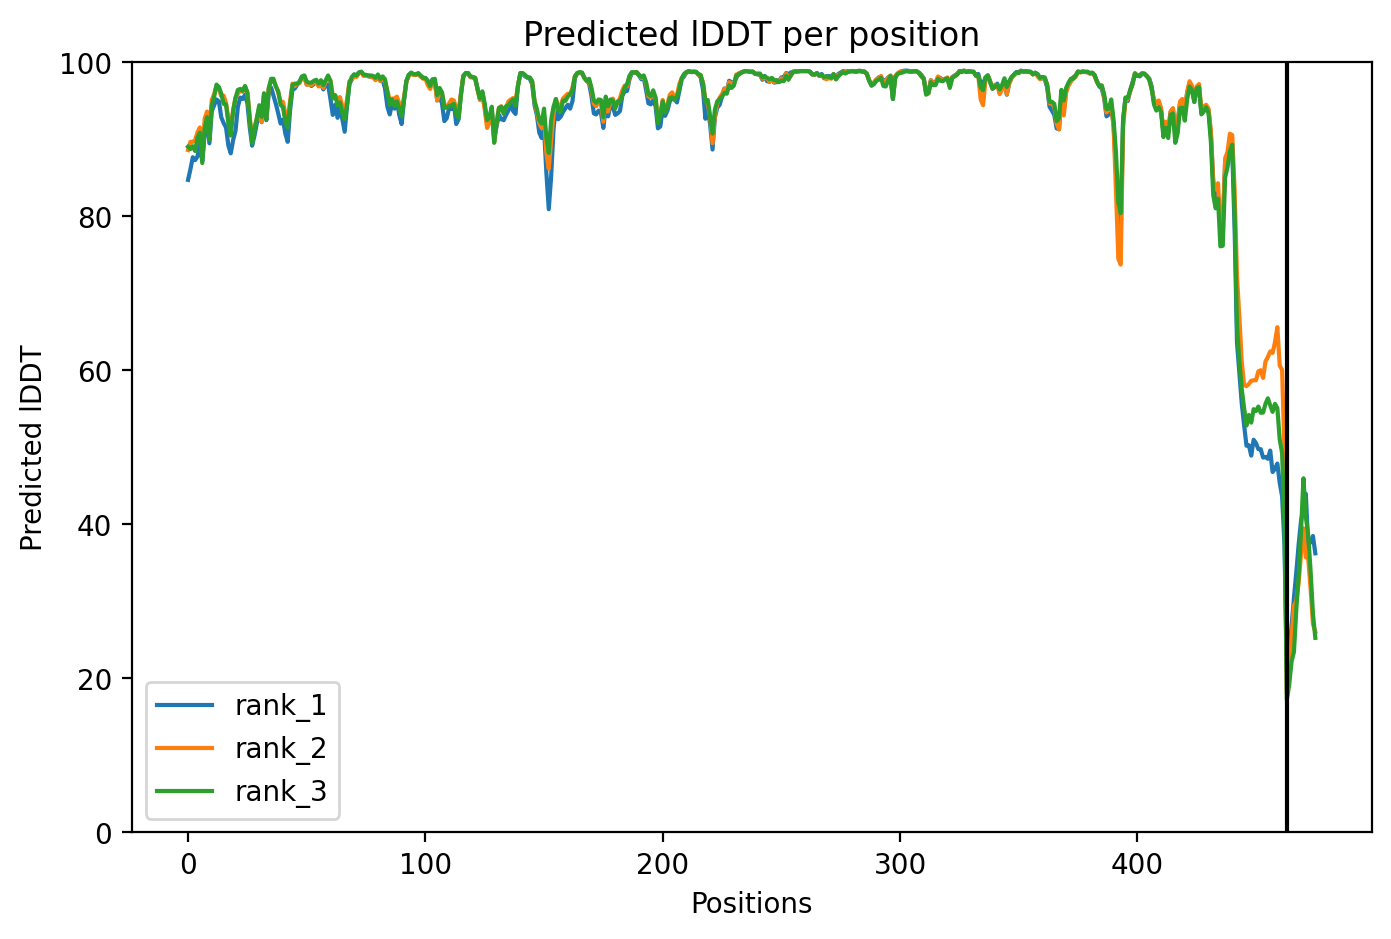 Predicted lDDT per position
100
80
60
40
20
0
Predicted lDDT
rank_1
rank_2
rank_3
0 100 200 300 400
Positions